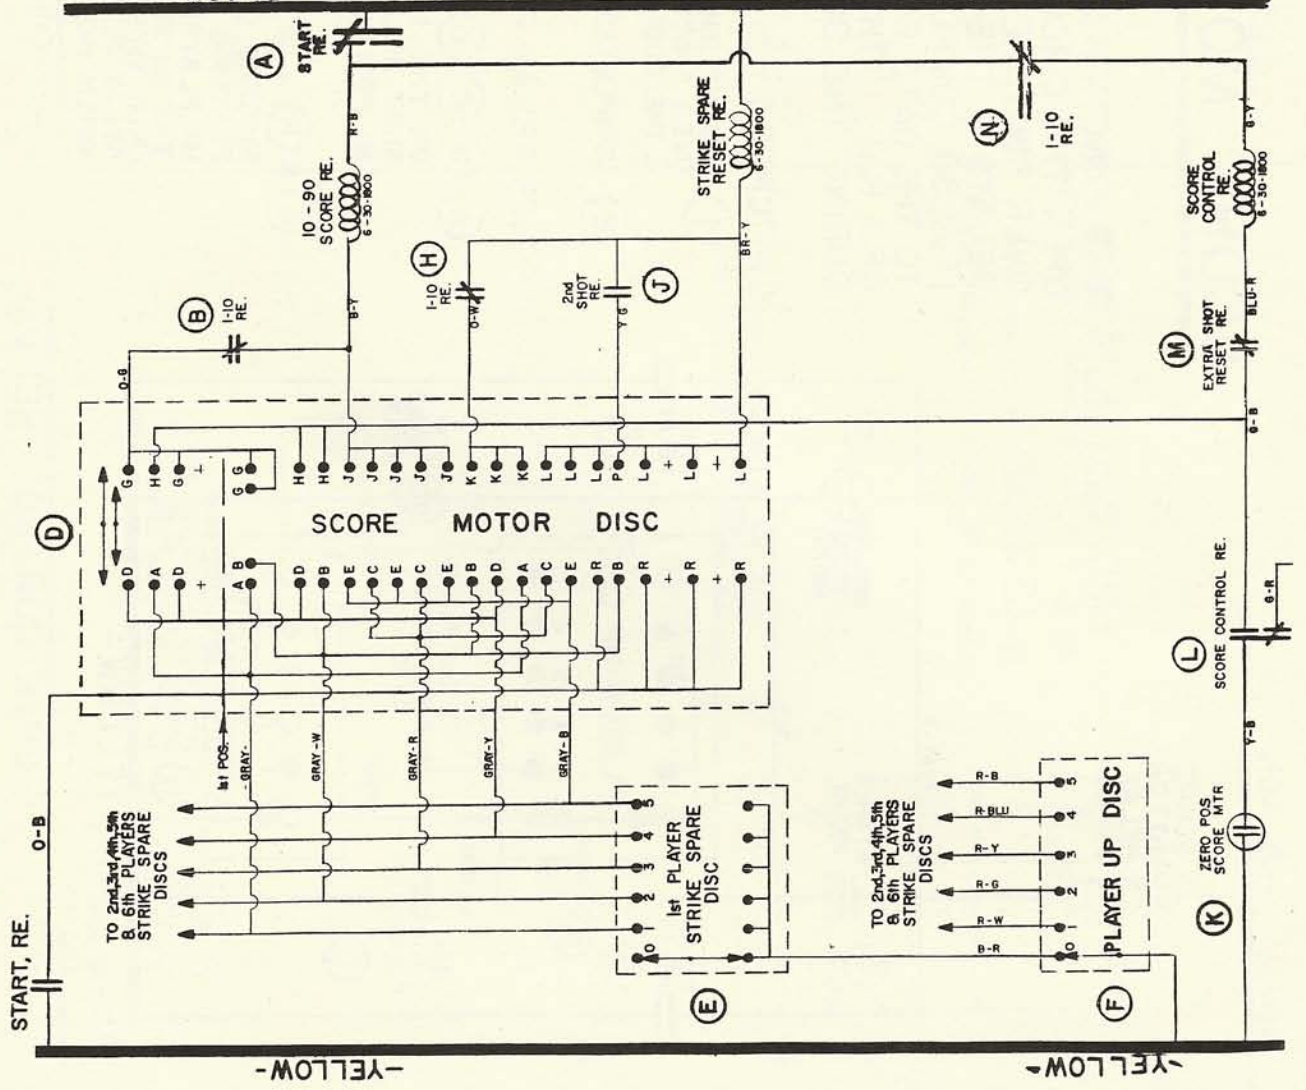 START, RE.
O-B
-YELLOW-
D
O-G
B
1-10
RE.
A
START
RE.
R-B
10-90
SCORE RE.
6-30-1800
B-Y
H
1-10
RE.
O-W
2nd
SHOT
RE.
J
Y G
STRIKE SPARE
RESET RE.
6-30-1800
BR-Y
N
1-10
RE.
G-Y
SCORE
CONTROL
RE.
6-30-1800
BLU-R
M
EXTRA SHOT
RESET RE.
O-B
G
H
G
G
G
H
H
J
J
J
J
J
K
K
K
L
L
L
P
L
L
L
SCORE MOTOR DISC
D
A
D
A
B
D
B
E
C
E
C
E
B
D
A
C
E
R
B
R
R
R
1st POS.
-GRAY-
GRAY-W
GRAY-R
GRAY-Y
GRAY-B
TO 2nd,3rd,4th,5th
& 6th PLAYERS
STRIKE SPARE
DISCS
0
1
2
3
4
5
1st PLAYER
STRIKE SPARE
DISC
E
TO 2nd,3rd,4th,5th
& 6th PLAYERS
STRIKE SPARE
DISCS
R-B
R-BLU
R-Y
R-G
R-W
B-R
0
1
2
3
4
5
PLAYER UP DISC
F
L
SCORE CONTROL RE.
G-R
Y-B
ZERO POS
SCORE MTR
K
-YELLOW-